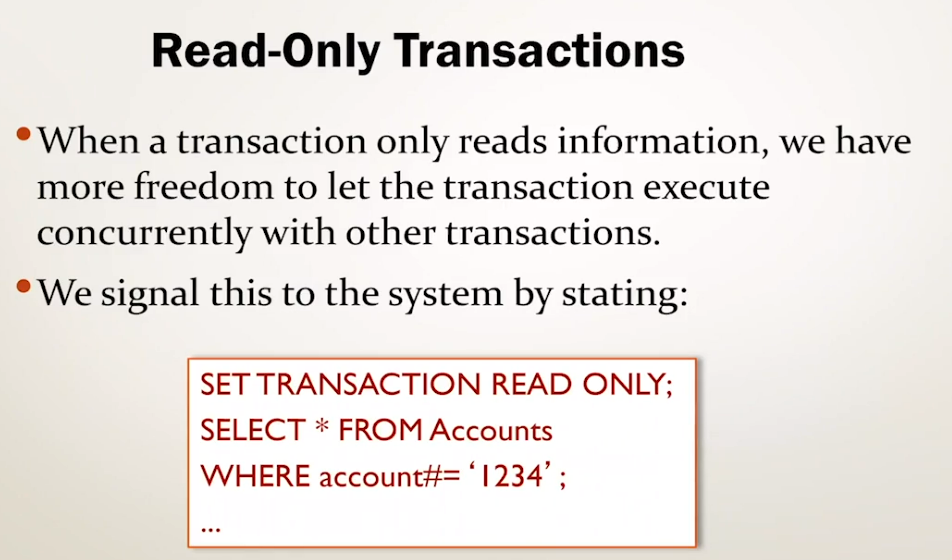 Read-Only Transactions
• When a transaction only reads information, we have
more freedom to let the transaction execute
concurrently with other transactions.
• We signal this to the system by stating:
SET TRANSACTION READ ONLY;
SELECT * FROM Accounts
WHERE account#= ‘1234’ ;
...